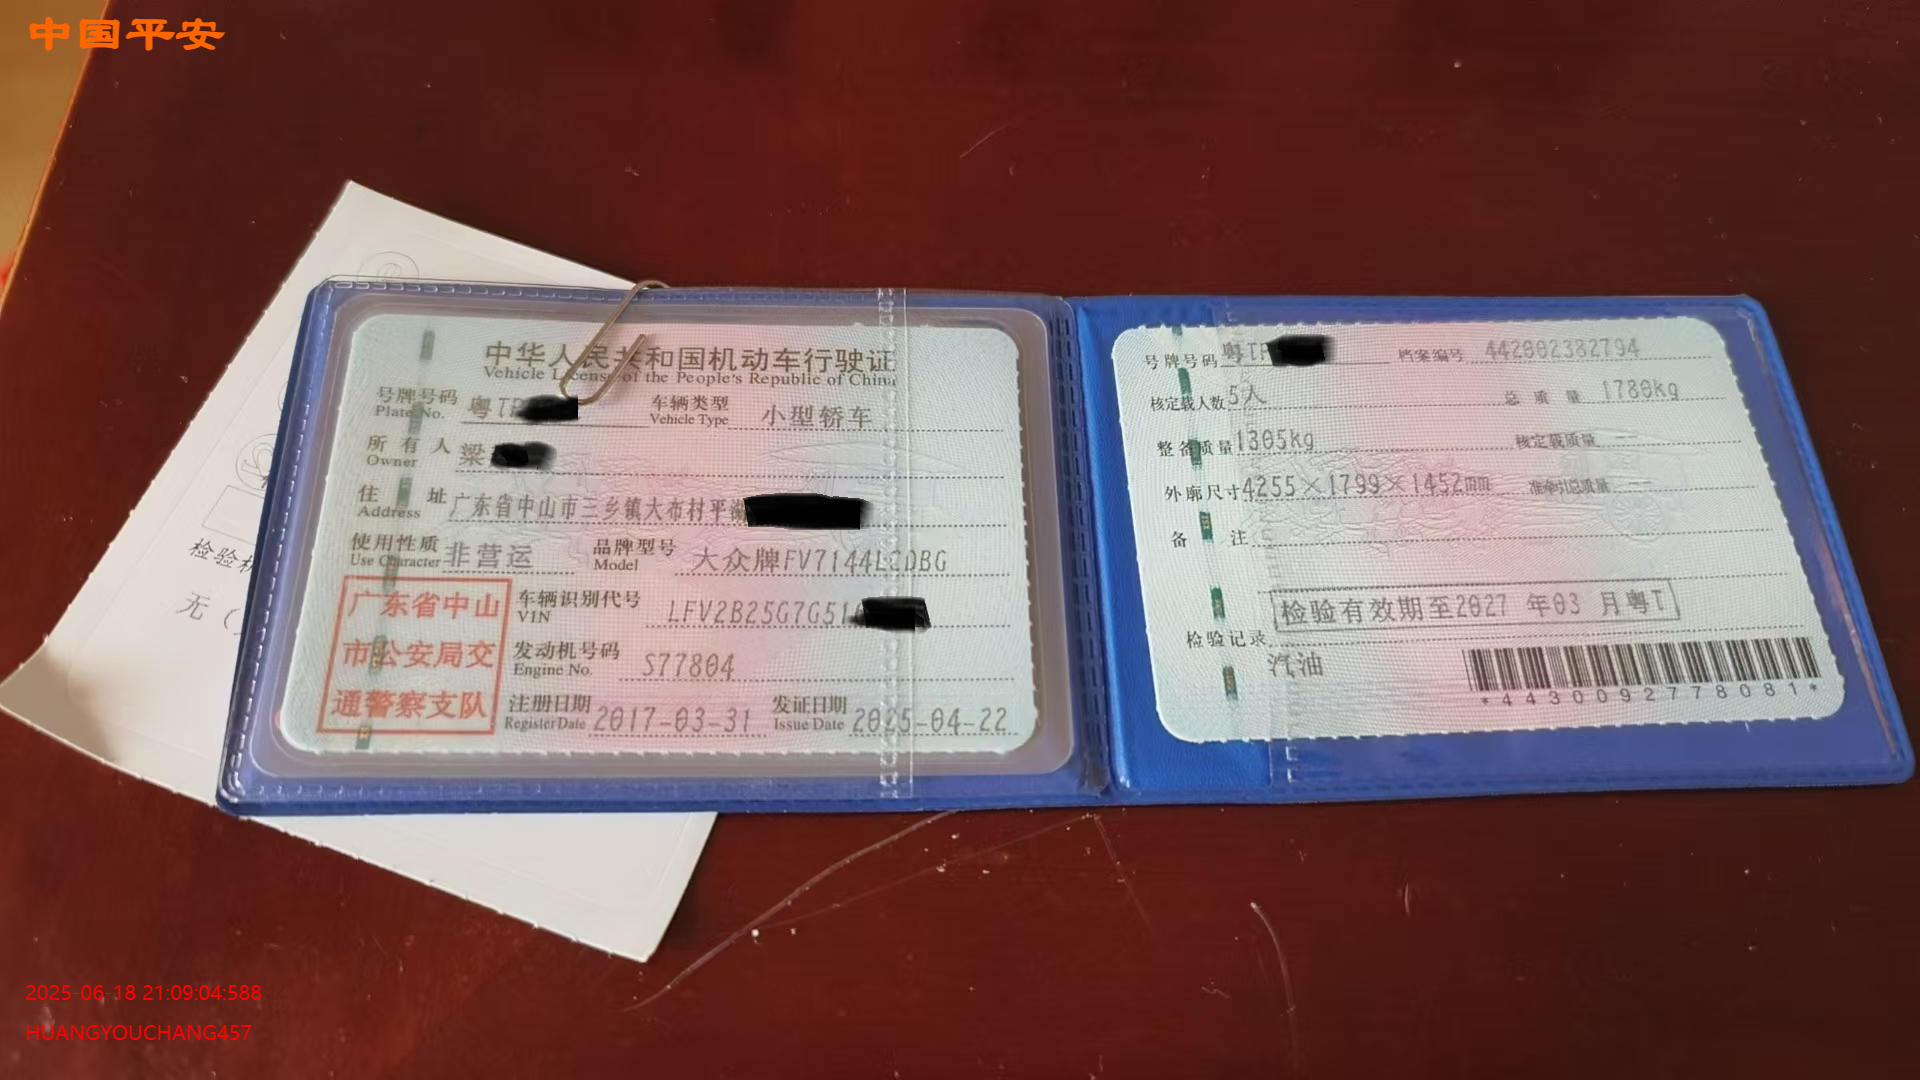 中国平安
中华人民共和国机动车行驶证
Vehicle License of the People's Republic of China
号牌号码 粤TP 车辆类型 小型轿车
Plate No. Vehicle Type
所有人 梁
Owner
住址 广东省中山市三乡镇大布村平湖
Address
使用性质 非营运 品牌型号 大众牌FV7144LCDBG
Use Character Model
广东省中山
市公安局交
通警察支队
车辆识别代号 LFV2B25G7G51
VIN
发动机号码 S77804
Engine No.
注册日期 2017-03-31 发证日期 2025-04-22
Register Date Issue Date
号牌号码 粤TP 档案编号 442002382794
核定载人数 5人 总质量 1780kg
整备质量 1305kg 核定载质量 --
外廓尺寸 4255×1799×1452mm 准牵引总质量 --
备注
检验有效期至2027年03月粤T
检验记录
汽油
*4430092778081*
检验
无(
2025-06-18 21:09:04:588
HUANGYOUCHANG457